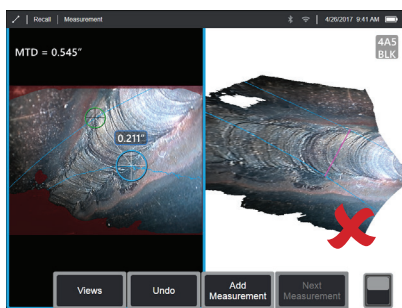 Recall | Measurement
4/26/2017 9:41 AM
MTD = 0.545"
4A5
BLK
0.211"
Views
Undo
Add
Measurement
Next
Measurement